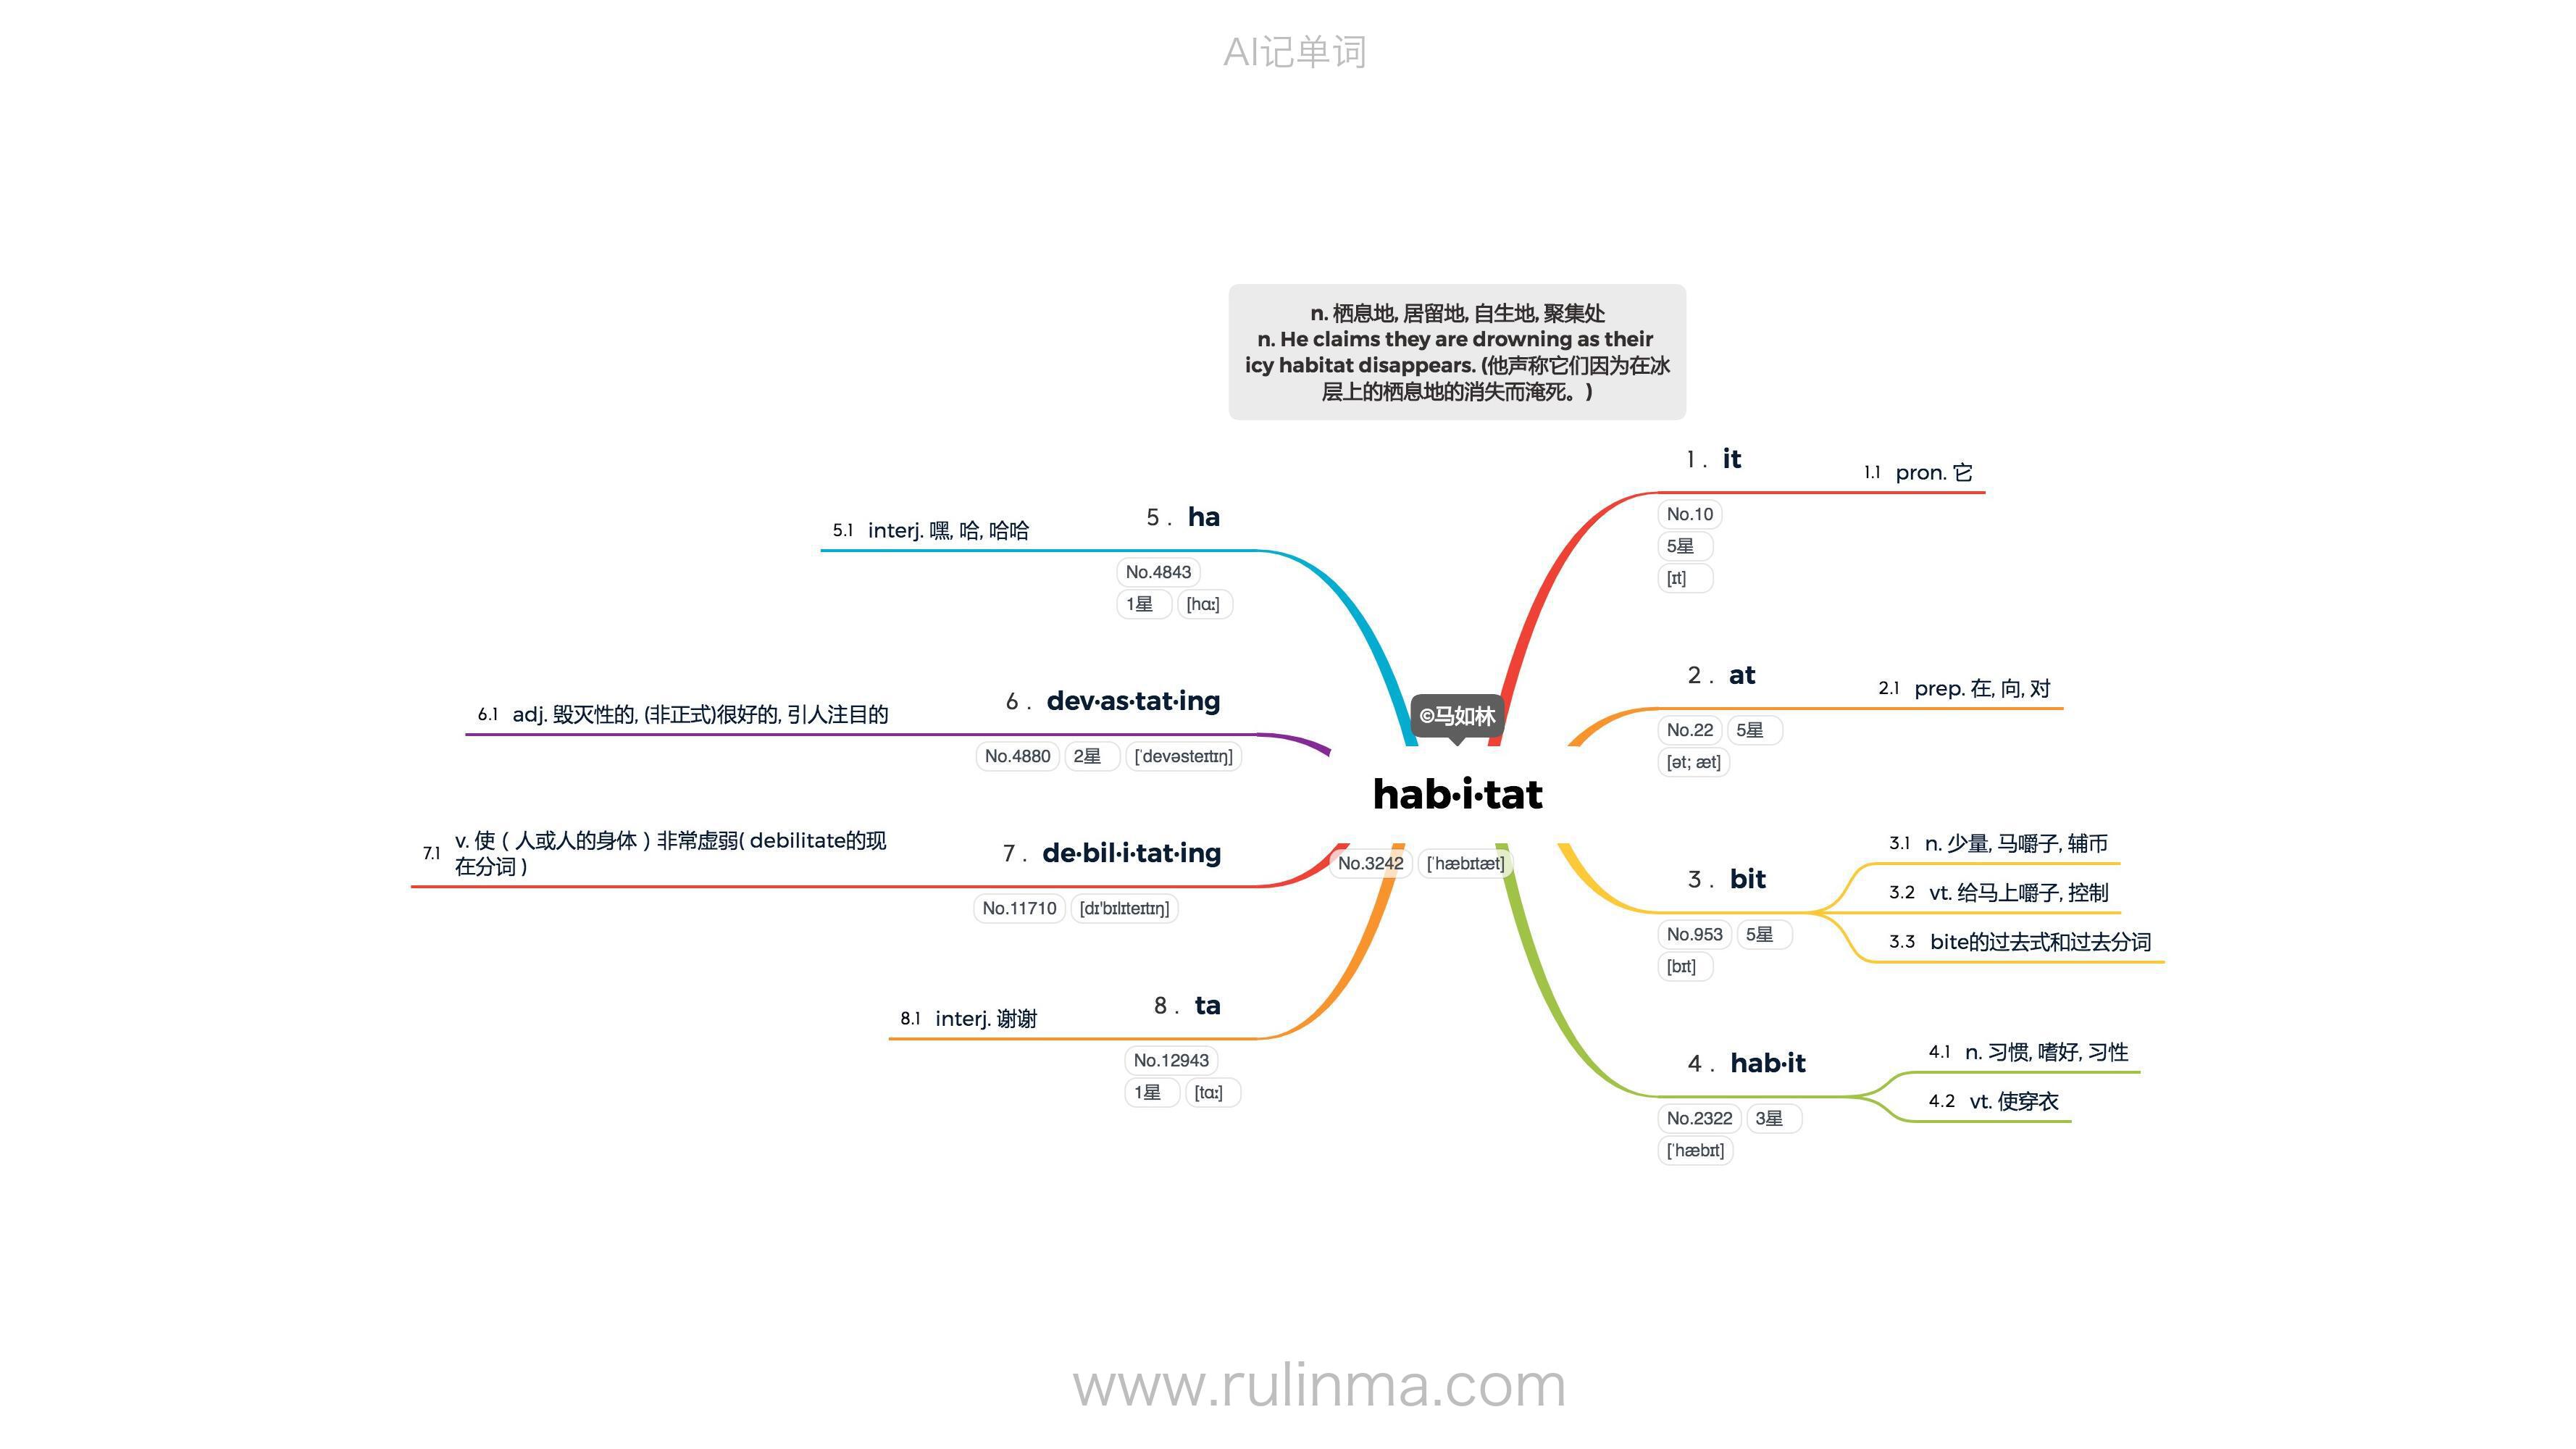 AI记单词
n. 栖息地, 居留地, 自生地, 聚集处
n. He claims they are drowning as their
icy habitat disappears. (他声称它们因为在冰
层上的栖息地的消失而淹死。)
©马如林
hab·i·tat
No.3242 [ˈhæbɪtæt]
1 . it
No.10
5星
[ɪt]
1.1 pron. 它
2 . at
No.22 5星
[ət; æt]
2.1 prep. 在, 向, 对
3 . bit
No.953 5星
[bɪt]
3.1 n. 少量, 马嚼子, 辅币
3.2 vt. 给马上嚼子, 控制
3.3 bite的过去式和过去分词
4 . hab·it
No.2322 3星
[ˈhæbɪt]
4.1 n. 习惯, 嗜好, 习性
4.2 vt. 使穿衣
5 . ha
No.4843
1星 [hɑː]
5.1 interj. 嘿, 哈, 哈哈
6 . dev·as·tat·ing
No.4880 2星 [ˈdevəsteɪtɪŋ]
6.1 adj. 毁灭性的, (非正式)很好的, 引人注目的
7 . de·bil·i·tat·ing
No.11710 [dɪ'bɪlɪteɪtɪŋ]
7.1 v. 使（人或人的身体）非常虚弱( debilitate的现
在分词 )
8 . ta
No.12943
1星 [tɑː]
8.1 interj. 谢谢
www.rulinma.com